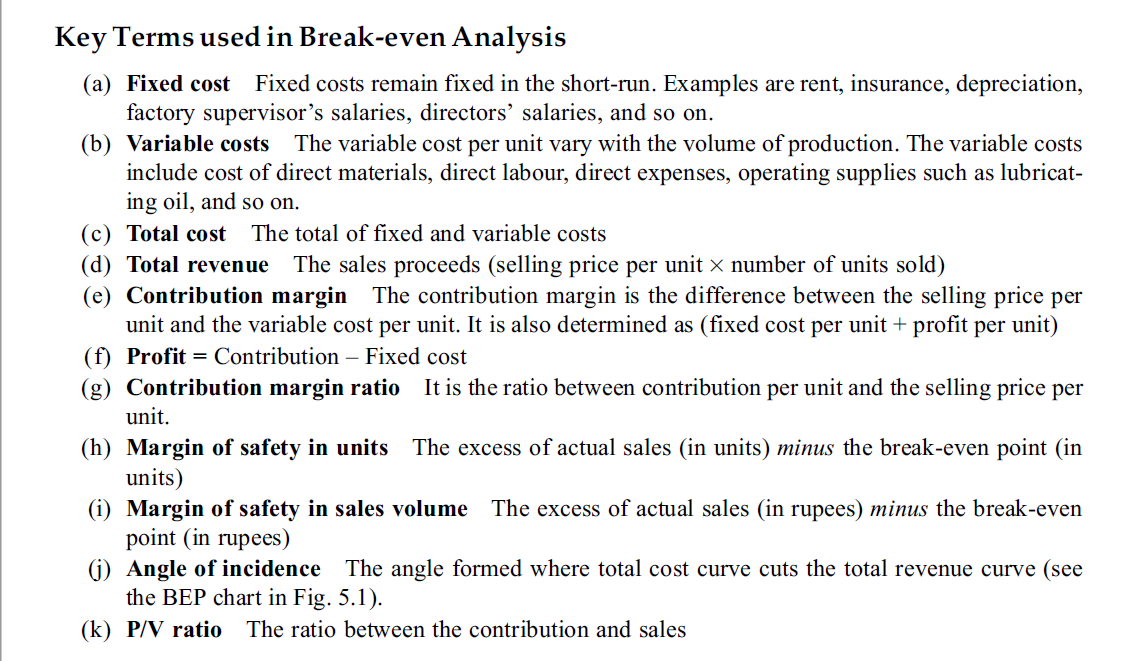 Key Terms used in Break-even Analysis
(a) Fixed cost Fixed costs remain fixed in the short-run. Examples are rent, insurance, depreciation,
factory supervisor's salaries, directors' salaries, and so on.
(b) Variable costs The variable cost per unit vary with the volume of production. The variable costs
include cost of direct materials, direct labour, direct expenses, operating supplies such as lubricat-
ing oil, and so on.
(c) Total cost The total of fixed and variable costs
(d) Total revenue The sales proceeds (selling price per unit × number of units sold)
(e) Contribution margin The contribution margin is the difference between the selling price per
unit and the variable cost per unit. It is also determined as (fixed cost per unit + profit per unit)
(f) Profit = Contribution – Fixed cost
(g) Contribution margin ratio It is the ratio between contribution per unit and the selling price per
unit.
(h) Margin of safety in units The excess of actual sales (in units) minus the break-even point (in
units)
(i) Margin of safety in sales volume The excess of actual sales (in rupees) minus the break-even
point (in rupees)
(j) Angle of incidence The angle formed where total cost curve cuts the total revenue curve (see
the BEP chart in Fig. 5.1).
(k) P/V ratio The ratio between the contribution and sales